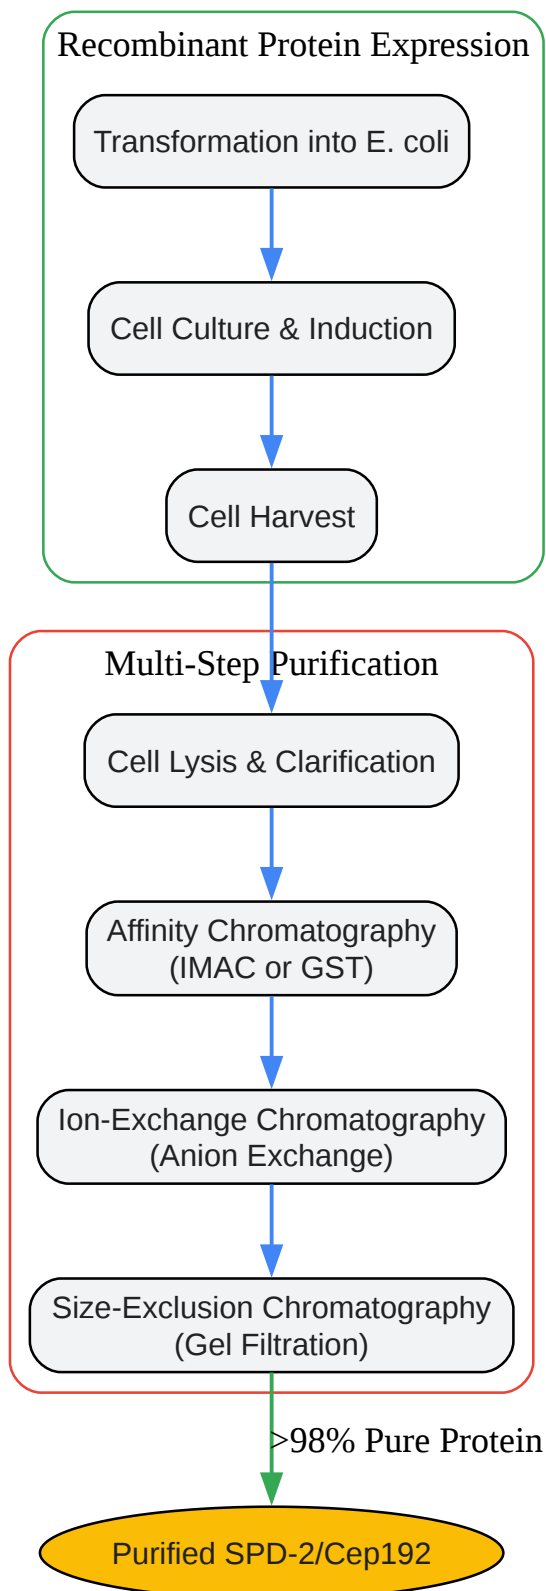 Recombinant Protein Expression
Transformation into E. coli
Cell Culture & Induction
Cell Harvest
Multi-Step Purification
Cell Lysis & Clarification
Affinity Chromatography
(IMAC or GST)
Ion-Exchange Chromatography
(Anion Exchange)
Size-Exclusion Chromatography
(Gel Filtration)
>98% Pure Protein
Purified SPD-2/Cep192